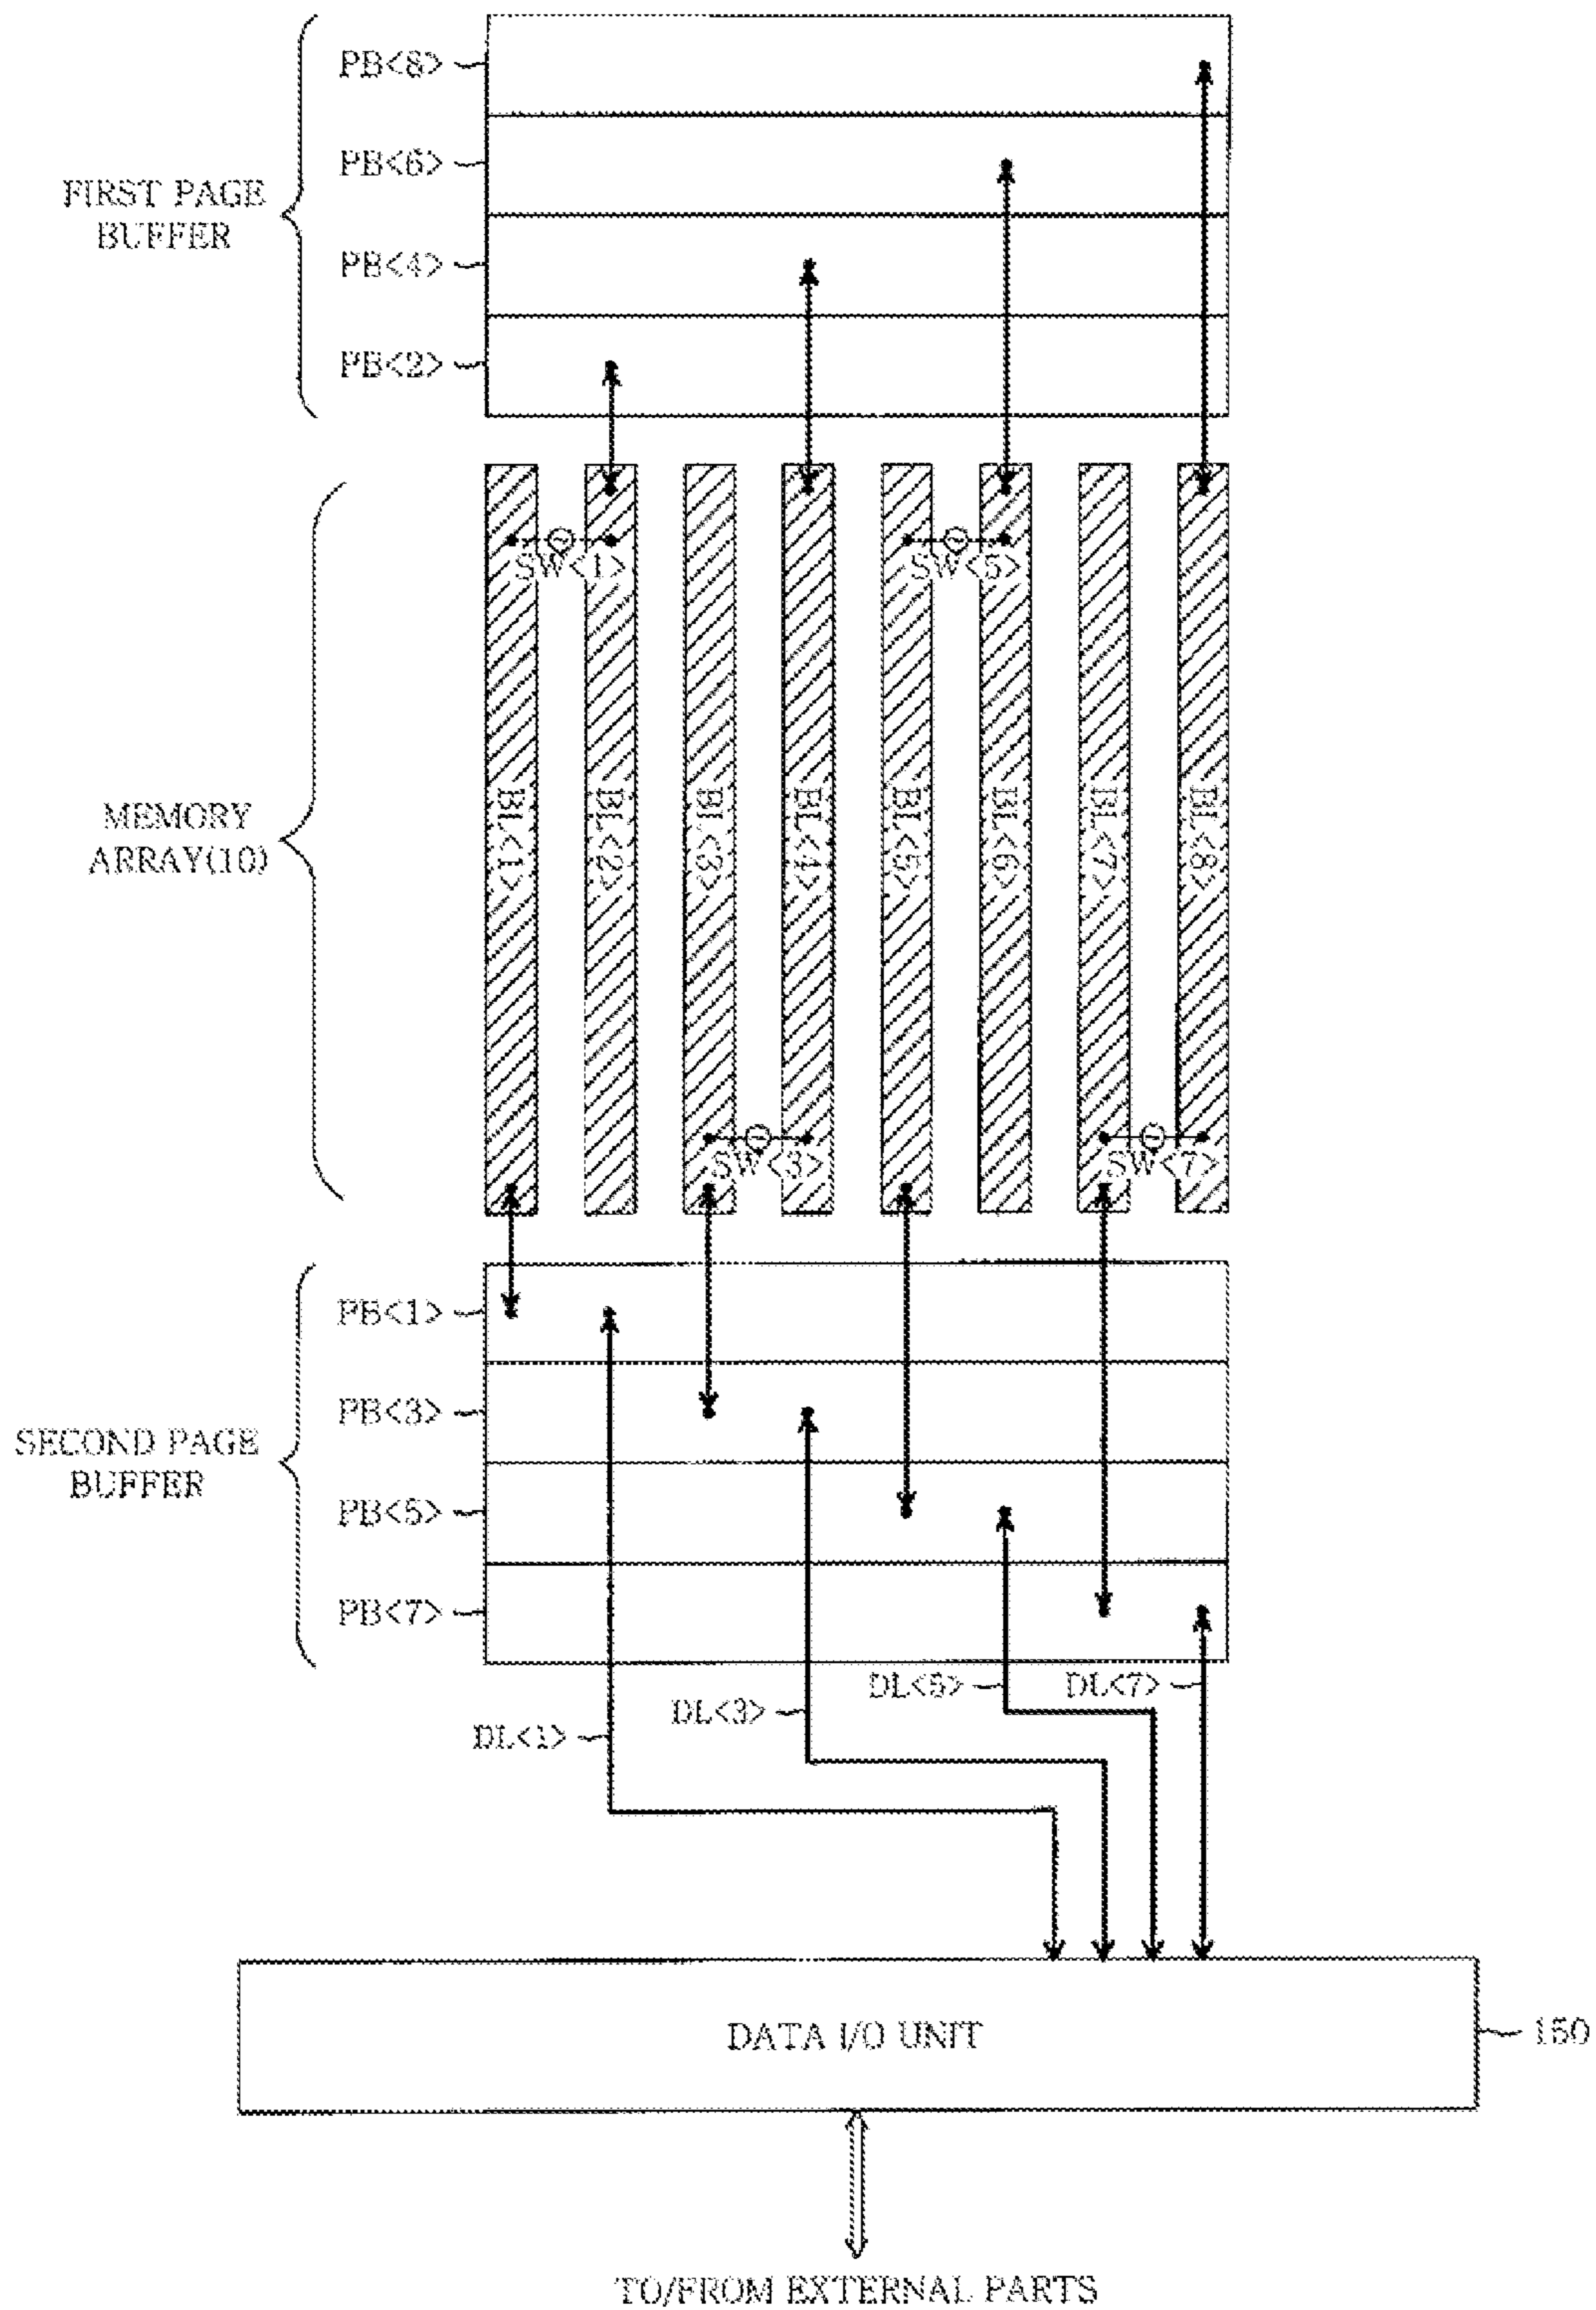 PB<8>
PB<6>
FIRST PAGE
BUFFER
PB<4>
PB<2>
SW<1>
SW<5>
MEMORY
ARRAY(10)
BL<1>
BL<2>
BL<3>
BL<4>
BL<5>
BL<6>
BL<7>
BL<8>
SW<3>
SW<7>
PB<1>
PB<3>
SECOND PAGE
BUFFER
PB<5>
PB<7>
DL<5>
DL<7>
DL<3>
DL<1>
DATA I/O UNIT
150
TO/FROM EXTERNAL PARTS